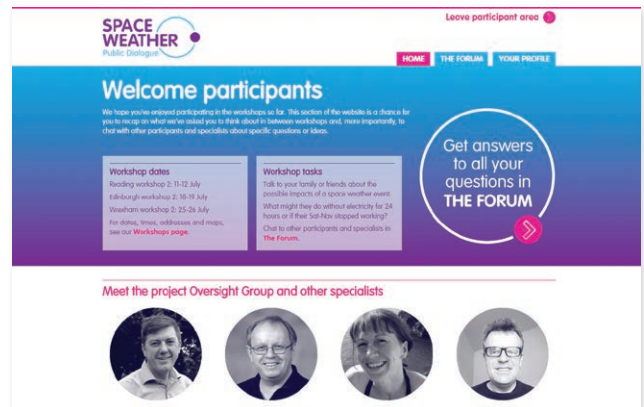 Leave participant area
SPACE
WEATHER
Public Dialogue
HOME
THE FORUM
YOUR PROFILE
Welcome participants
We hope you've enjoyed participating in the workshops so far. This section of the website is a chance for
you to recap on what we've asked you to think about in between workshops and, more importantly, to
chat with other participants and specialists about specific questions or ideas.
Workshop dates
Reading workshop 2: 11-12 July
Edinburgh workshop 2: 18-19 July
Wrexham workshop 2: 25-26 July
For dates, times, addresses and maps,
see our Workshops page.
Workshop tasks
Talk to your family or friends about the
possible impacts of a space weather event.
What might they do without electricity for 24
hours or if their Sat-Nav stopped working?
Chat to other participants and specialists in
The Forum.
Get answers
to all your
questions in
THE FORUM
Meet the project Oversight Group and other specialists